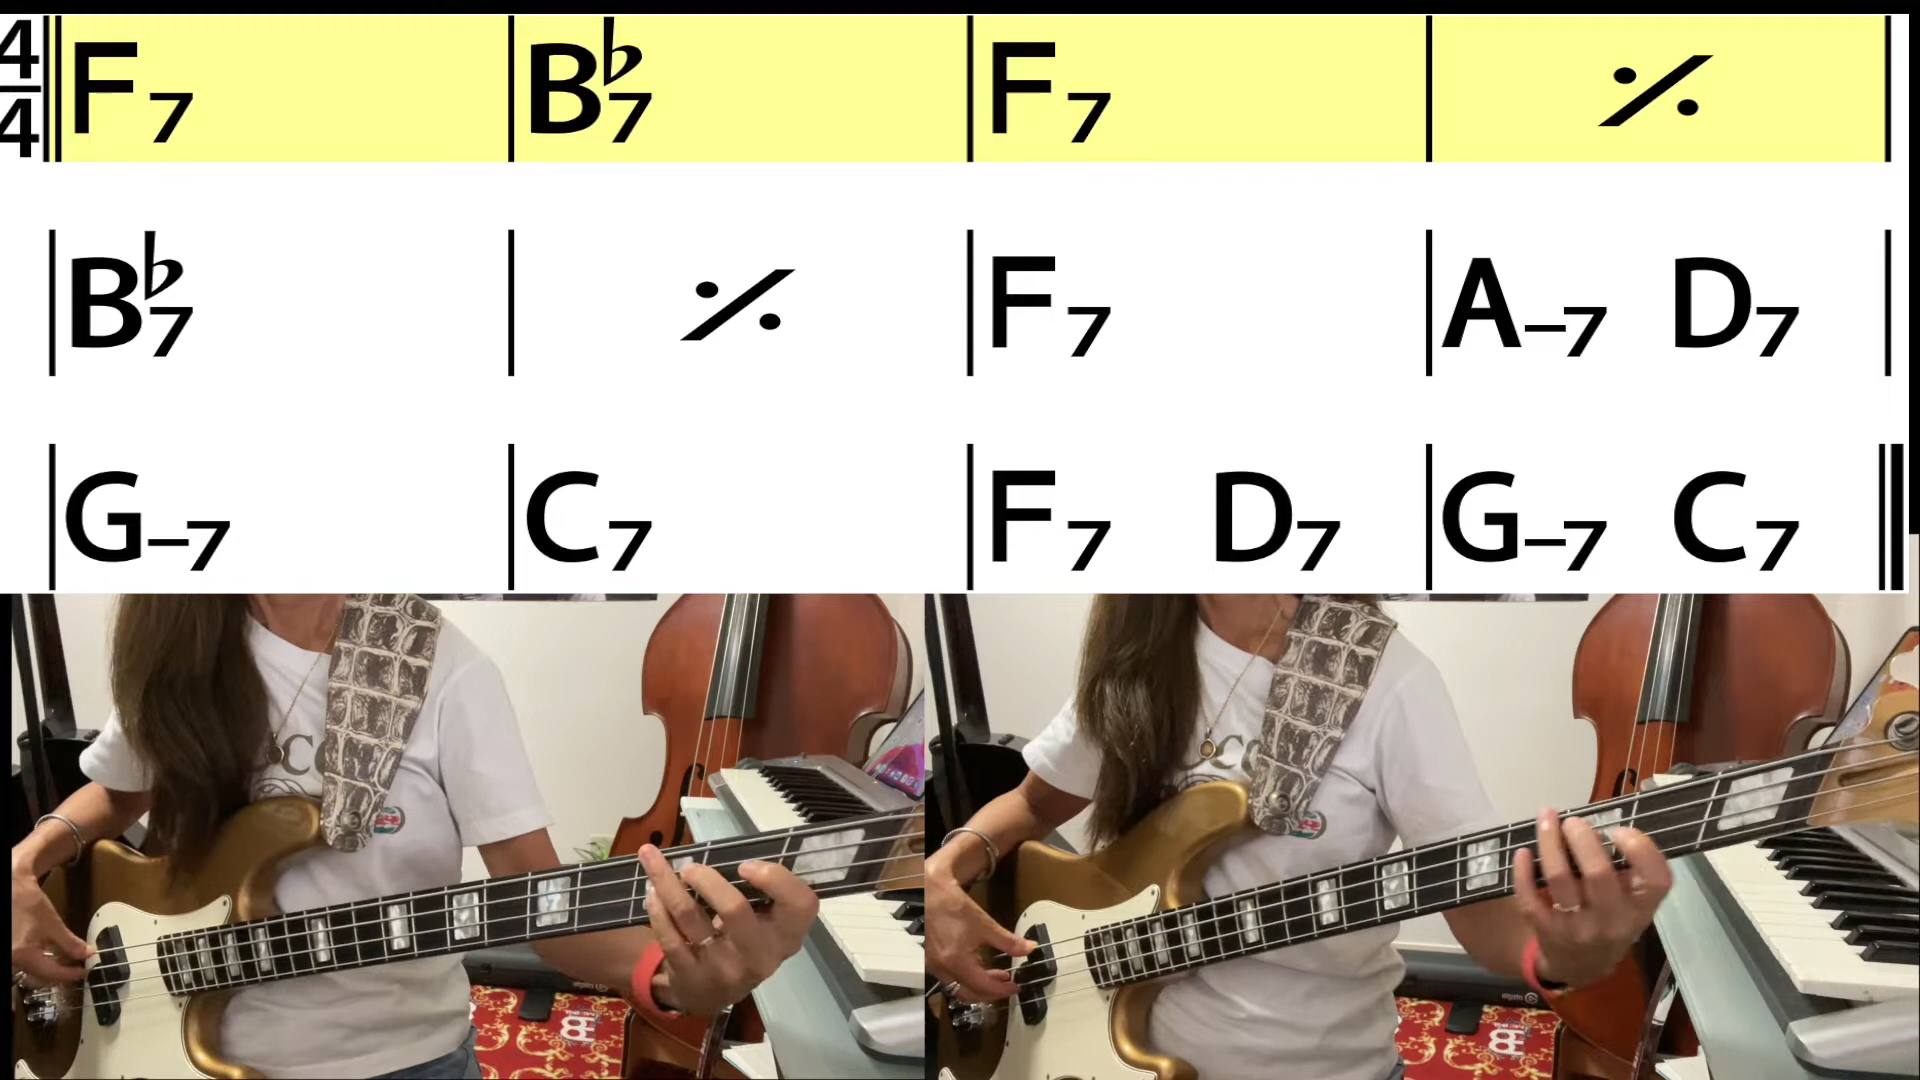 4/4 F7 B♭7 F7 %
B♭7 % F7 A-7 D7
G-7 C7 F7 D7 G-7 C7